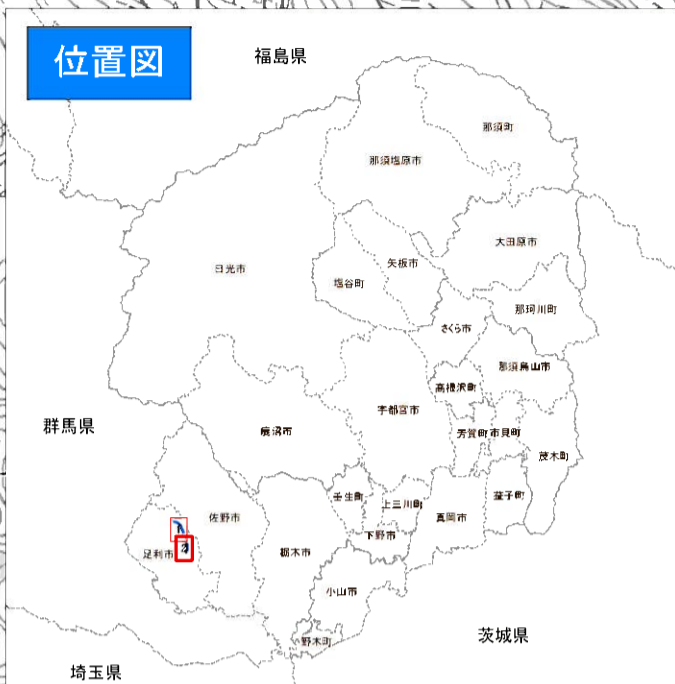 位置図
福島県
那須町
那須塩原市
大田原市
矢板市
日光市
塩谷町
那珂川町
さくら市
那須烏山市
高根沢町
宇都宮市
群馬県
鹿沼市
芳賀町
市貝町
茂木町
壬生町
上三川町
益子町
真岡市
佐野市
下野市
足利市
栃木市
小山市
野木町
茨城県
埼玉県